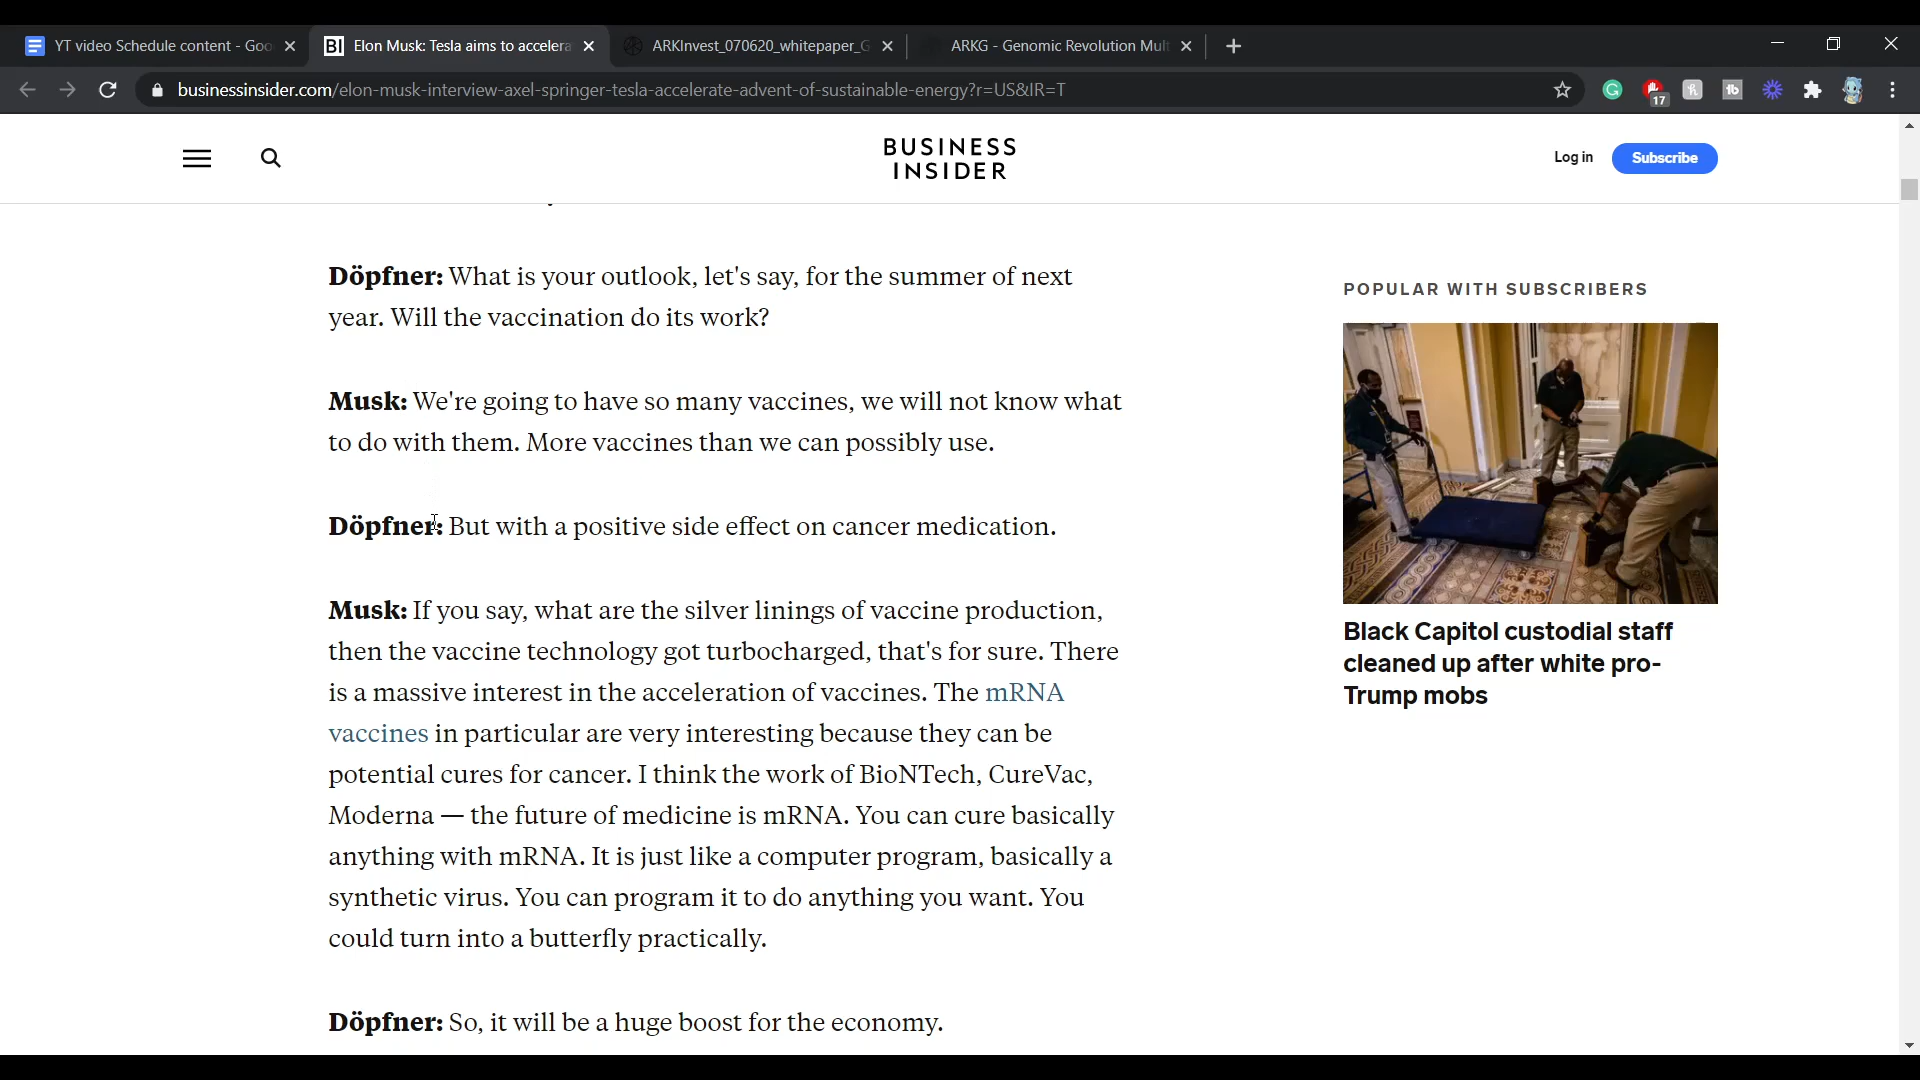 YT video Schedule content - Goo
Elon Musk: Tesla aims to accelera
ARKInvest_070620_whitepaper_G
ARKG - Genomic Revolution Mult
businessinsider.com/elon-musk-interview-axel-springer-tesla-accelerate-advent-of-sustainable-energy?r=US&IR=T
17
BUSINESS
INSIDER
Log in
Subscribe
Döpfner: What is your outlook, let's say, for the summer of next
year. Will the vaccination do its work?
Musk: We're going to have so many vaccines, we will not know what
to do with them. More vaccines than we can possibly use.
Döpfner: But with a positive side effect on cancer medication.
Musk: If you say, what are the silver linings of vaccine production,
then the vaccine technology got turbocharged, that's for sure. There
is a massive interest in the acceleration of vaccines. The mRNA
vaccines in particular are very interesting because they can be
potential cures for cancer. I think the work of BioNTech, CureVac,
Moderna — the future of medicine is mRNA. You can cure basically
anything with mRNA. It is just like a computer program, basically a
synthetic virus. You can program it to do anything you want. You
could turn into a butterfly practically.
Döpfner: So, it will be a huge boost for the economy.
POPULAR WITH SUBSCRIBERS
Black Capitol custodial staff
cleaned up after white pro-
Trump mobs